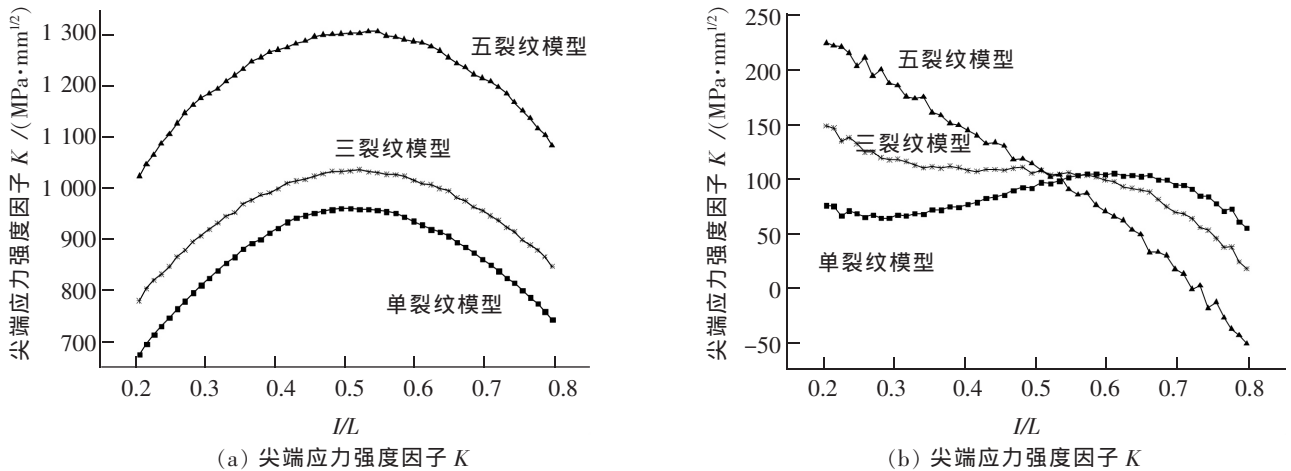 尖端应力强度因子 K /(MPa·mm^1/2)
1 300
1 200
1 100
1 000
900
800
700
五裂纹模型
三裂纹模型
单裂纹模型
0.2 0.3 0.4 0.5 0.6 0.7 0.8
I/L
(a) 尖端应力强度因子 K
尖端应力强度因子 K /(MPa·mm^1/2)
250
200
150
100
50
0
−50
五裂纹模型
三裂纹模型
单裂纹模型
0.2 0.3 0.4 0.5 0.6 0.7 0.8
I/L
(b) 尖端应力强度因子 K